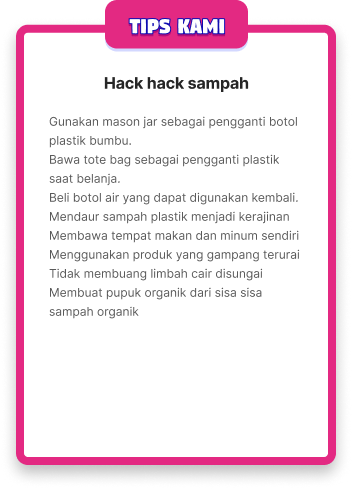 TIPS KAMI
Hack hack sampah
Gunakan mason jar sebagai pengganti botol
plastik bumbu.
Bawa tote bag sebagai pengganti plastik
saat belanja.
Beli botol air yang dapat digunakan kembali.
Mendaur sampah plastik menjadi kerajinan
Membawa tempat makan dan minum sendiri
Menggunakan produk yang gampang terurai
Tidak membuang limbah cair disungai
Membuat pupuk organik dari sisa sisa
sampah organik